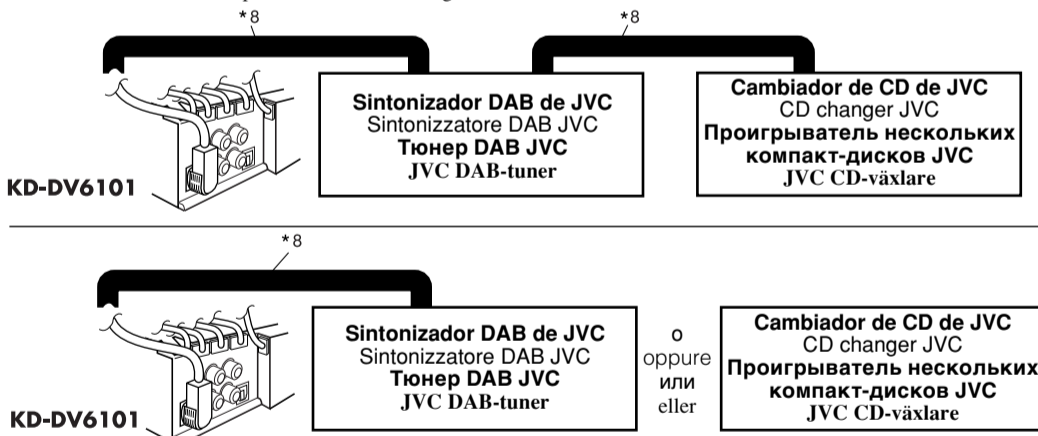 *8
*8
Sintonizador DAB de JVC
Sintonizzatore DAB JVC
Тюнер DAB JVC
JVC DAB-tuner
Cambiador de CD de JVC
CD changer JVC
Проигрыватель нескольких
компакт-дисков JVC
JVC CD-växlare
KD-DV6101
*8
Sintonizador DAB de JVC
Sintonizzatore DAB JVC
Тюнер DAB JVC
JVC DAB-tuner
o
oppure
или
eller
Cambiador de CD de JVC
CD changer JVC
Проигрыватель нескольких
компакт-дисков JVC
JVC CD-växlare
KD-DV6101